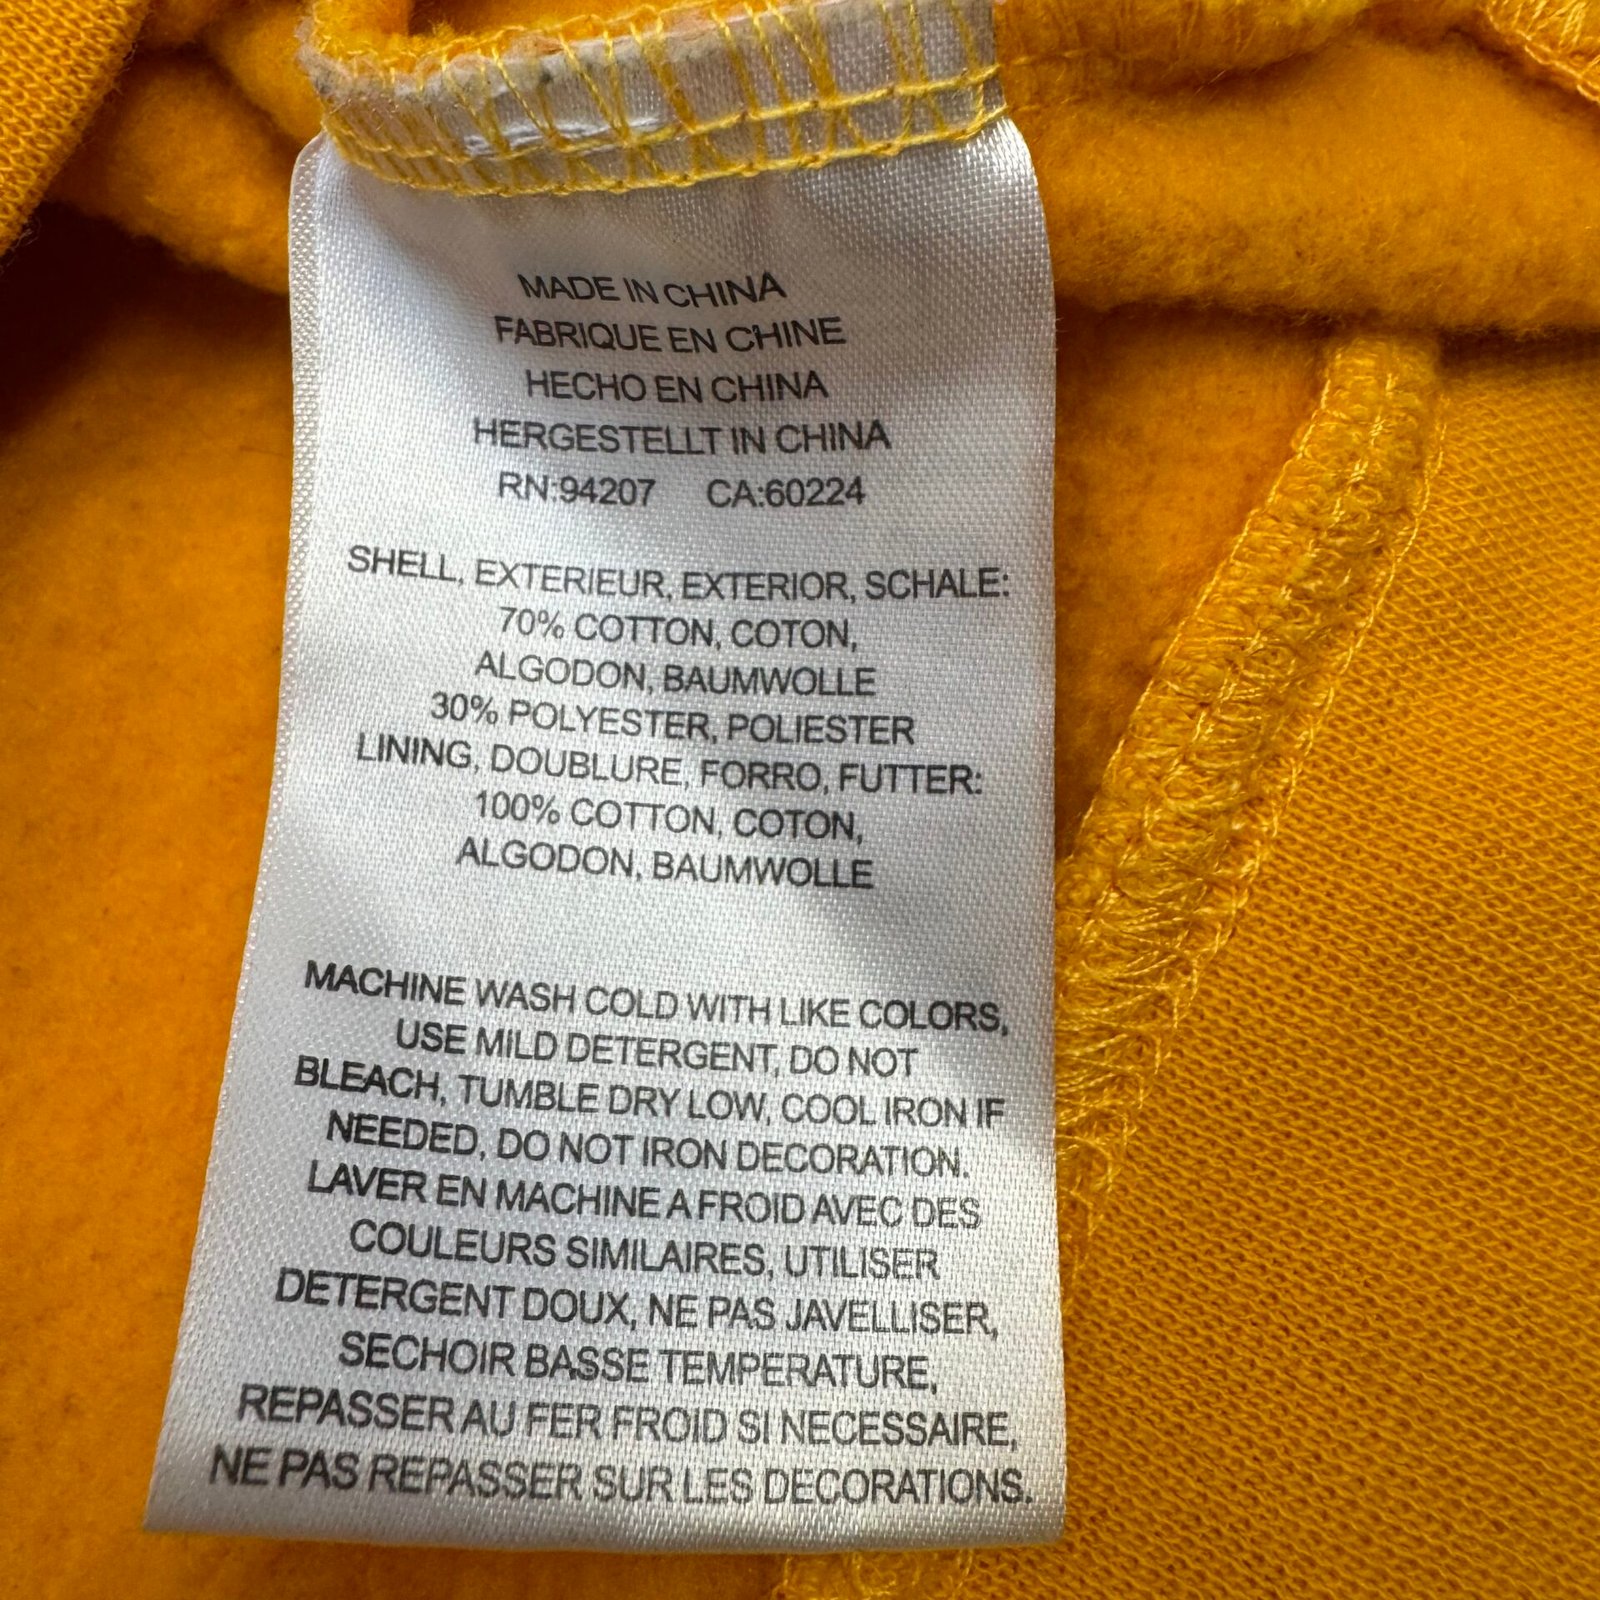 MADE IN CHINA
FABRIQUE EN CHINE
HECHO EN CHINA
HERGESTELLT IN CHINA
RN:94207 CA:60224
SHELL, EXTERIEUR, EXTERIOR, SCHALE:
70% COTTON, COTON,
ALGODON, BAUMWOLLE
30% POLYESTER, POLIESTER
LINING, DOUBLURE, FORRO, FUTTER:
100% COTTON, COTON,
ALGODON, BAUMWOLLE
MACHINE WASH COLD WITH LIKE COLORS,
USE MILD DETERGENT, DO NOT
BLEACH, TUMBLE DRY LOW, COOL IRON IF
NEEDED, DO NOT IRON DECORATION.
LAVER EN MACHINE A FROID AVEC DES
COULEURS SIMILAIRES, UTILISER
DETERGENT DOUX, NE PAS JAVELLISER,
SECHOIR BASSE TEMPERATURE,
REPASSER AU FER FROID SI NECESSAIRE,
NE PAS REPASSER SUR LES DECORATIONS.